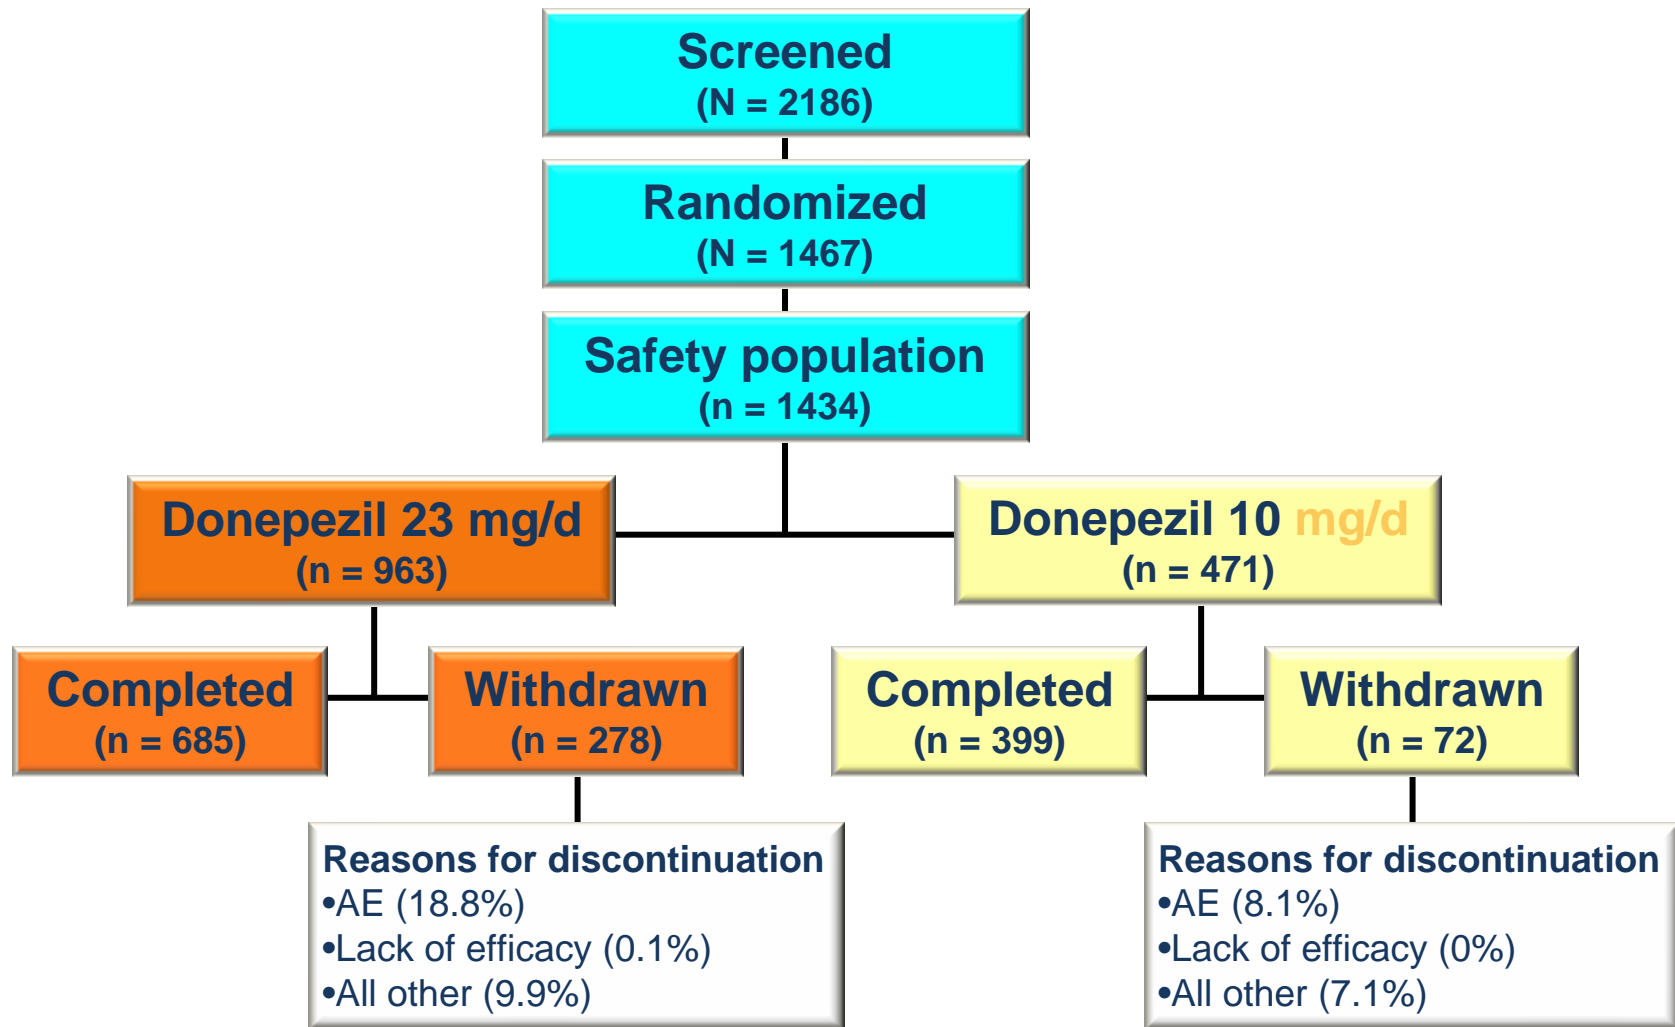 Screened
(N = 2186)
Randomized
(N = 1467)
Safety population
(n = 1434)
Donepezil 23 mg/d
(n = 963)
Donepezil 10 mg/d
(n = 471)
Completed
(n = 685)
Withdrawn
(n = 278)
Completed
(n = 399)
Withdrawn
(n = 72)
Reasons for discontinuation
•AE (18.8%)
•Lack of efficacy (0.1%)
•All other (9.9%)
Reasons for discontinuation
•AE (8.1%)
•Lack of efficacy (0%)
•All other (7.1%)